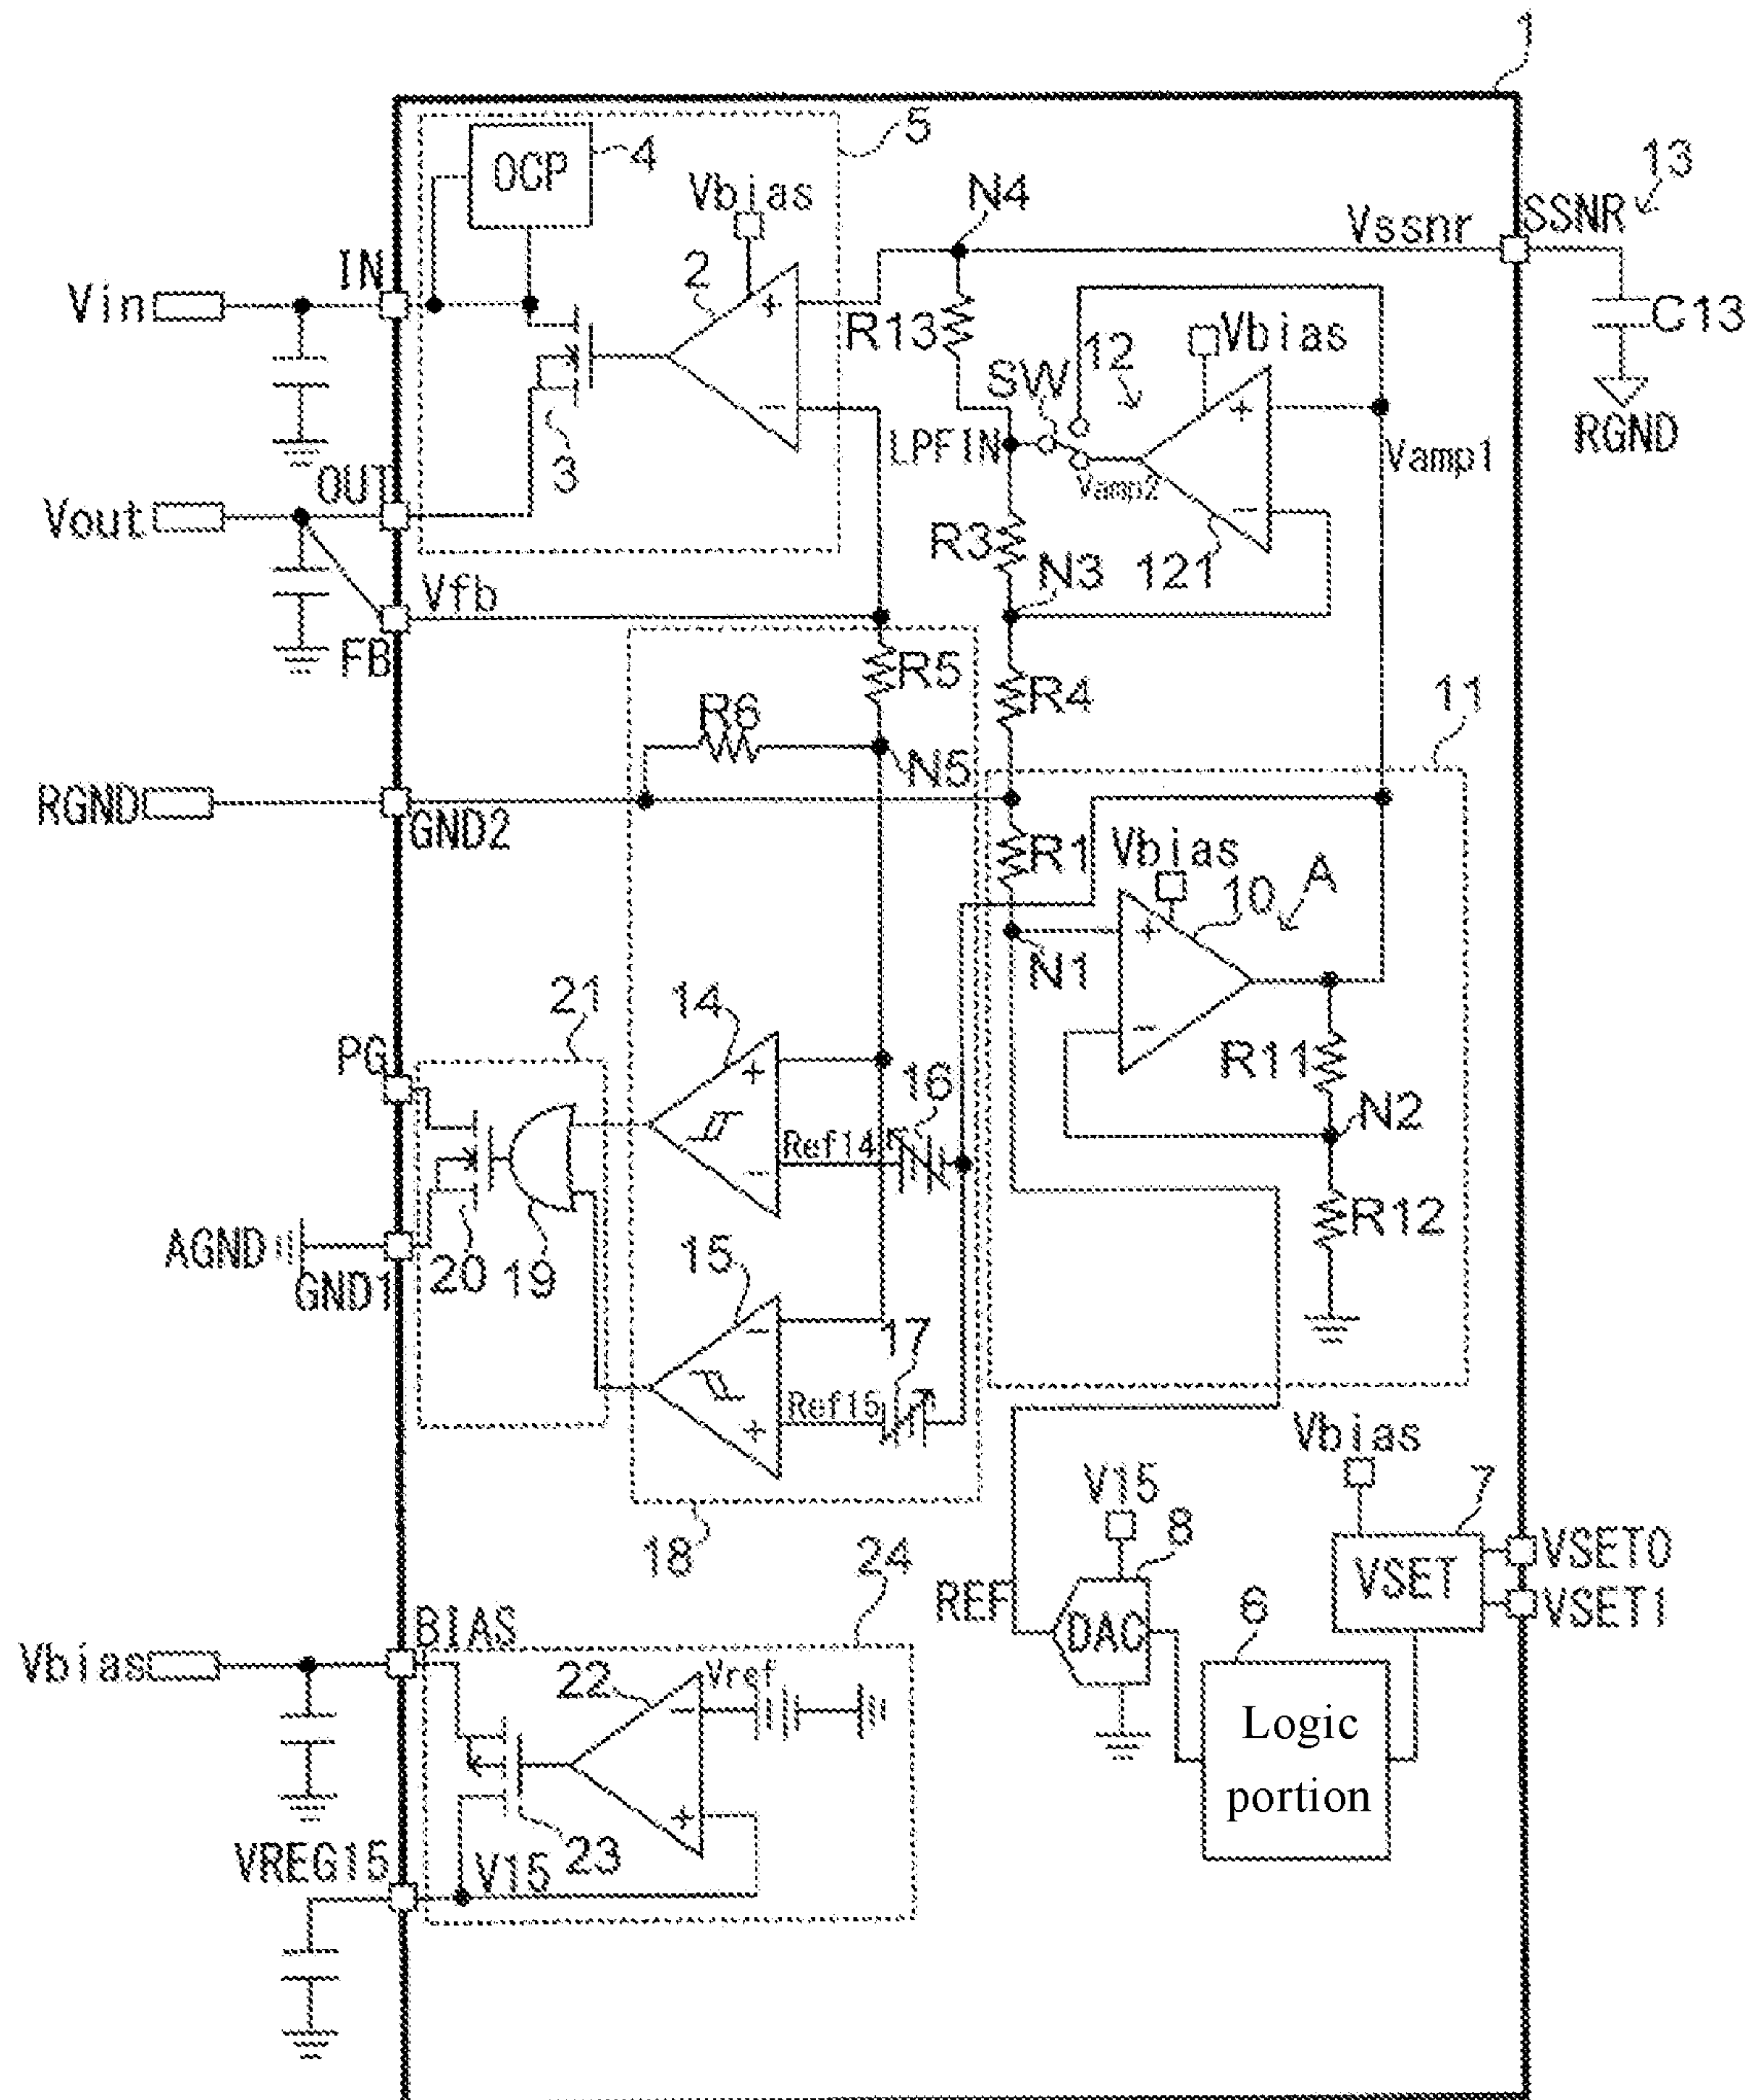 1
5
4
OCP
13
Vbias
N4
Vssnr
SSNR
IN
2
Vin
+
R13
C13
12
Vbias
SW
+
RGND
3
−
LPFIN
Vamp1
OUT
Vamp2
Vout
R3
−
N3
121
Vfb
FB
R5
R4
11
R6
N5
RGND
GND2
R1
Vbias
10
A
+
N1
21
14
−
PG
+
16
R11
N2
Ref14
−
R12
AGND
15
20
19
GND1
−
17
Ref15
+
Vbias
V15
7
8
18
24
VSET0
VSET
REF
DAC
6
VSET1
BIAS
Vbias
22
Vref
−
Logic
portion
+
23
VREG15
V15